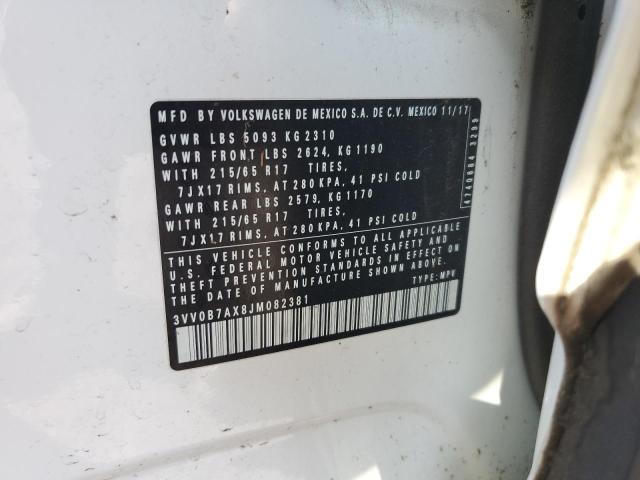 MFD BY VOLKSWAGEN DE MEXICO S.A. DE C.V. MEXICO 11/17
GVWR LBS 5093 KG 2310
GAWR FRONT LBS 2624, KG 1190
WITH 215/65 R17 TIRES,
7JX17 RIMS, AT 280 KPA, 41 PSI COLD
GAWR REAR LBS 2579, KG 1170
WITH 215/65 R17 TIRES,
7JX17 RIMS, AT 280 KPA, 41 PSI COLD
THIS VEHICLE CONFORMS TO ALL APPLICABLE
U.S. FEDERAL MOTOR VEHICLE SAFETY AND
THEFT PREVENTION STANDARDS IN EFFECT ON
THE DATE OF MANUFACTURE SHOWN ABOVE.
3VV0B7AX8JM082381 TYPE: MPV
4740684 3299